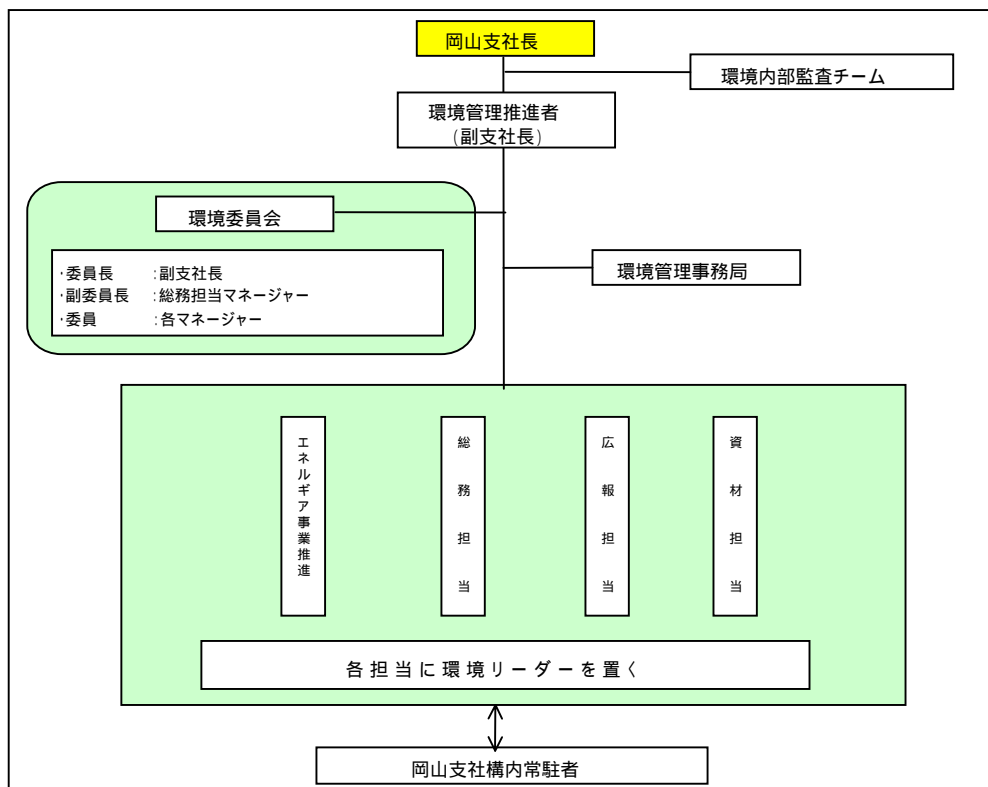 岡山支社長
環境内部監査チーム
環境管理推進者
(副支社長)
環境委員会
・委員長　　：副支社長
・副委員長　：総務担当マネージャー
・委員　　　：各マネージャー
環境管理事務局
エネルギア事業推進
総務担当
広報担当
資材担当
各担当に環境リーダーを置く
岡山支社構内常駐者